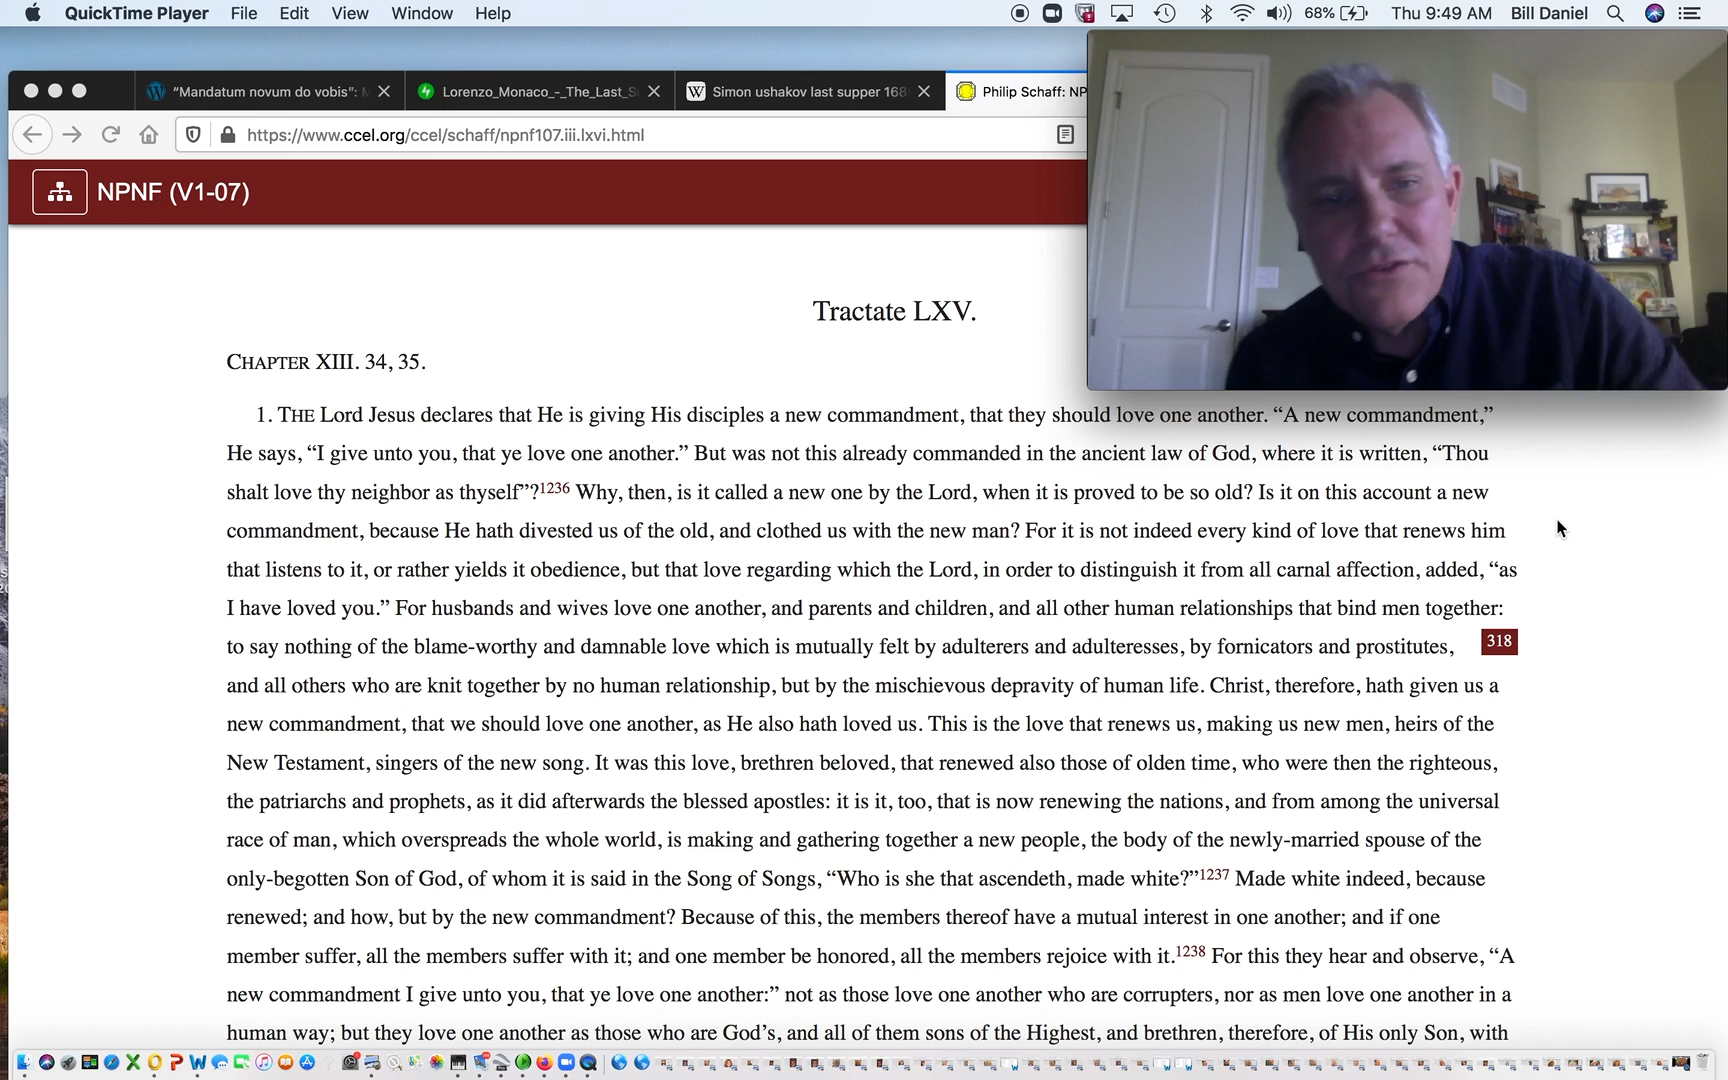 QuickTime Player File Edit View Window Help 68% Thu 9:49 AM Bill Daniel
“Mandatum novum do vobis”: M Lorenzo_Monaco_-_The_Last_S Simon ushakov last supper 168 Philip Schaff: NP
https://www.ccel.org/ccel/schaff/npnf107.iii.lxvi.html
NPNF (V1-07)
Tractate LXV.
CHAPTER XIII. 34, 35.
1. THE Lord Jesus declares that He is giving His disciples a new commandment, that they should love one another. “A new commandment,”
He says, “I give unto you, that ye love one another.” But was not this already commanded in the ancient law of God, where it is written, “Thou
shalt love thy neighbor as thyself”?1236 Why, then, is it called a new one by the Lord, when it is proved to be so old? Is it on this account a new
commandment, because He hath divested us of the old, and clothed us with the new man? For it is not indeed every kind of love that renews him
that listens to it, or rather yields it obedience, but that love regarding which the Lord, in order to distinguish it from all carnal affection, added, “as
I have loved you.” For husbands and wives love one another, and parents and children, and all other human relationships that bind men together:
to say nothing of the blame-worthy and damnable love which is mutually felt by adulterers and adulteresses, by fornicators and prostitutes, 318
and all others who are knit together by no human relationship, but by the mischievous depravity of human life. Christ, therefore, hath given us a
new commandment, that we should love one another, as He also hath loved us. This is the love that renews us, making us new men, heirs of the
New Testament, singers of the new song. It was this love, brethren beloved, that renewed also those of olden time, who were then the righteous,
the patriarchs and prophets, as it did afterwards the blessed apostles: it is it, too, that is now renewing the nations, and from among the universal
race of man, which overspreads the whole world, is making and gathering together a new people, the body of the newly-married spouse of the
only-begotten Son of God, of whom it is said in the Song of Songs, “Who is she that ascendeth, made white?”1237 Made white indeed, because
renewed; and how, but by the new commandment? Because of this, the members thereof have a mutual interest in one another; and if one
member suffer, all the members suffer with it; and one member be honored, all the members rejoice with it.1238 For this they hear and observe, “A
new commandment I give unto you, that ye love one another:” not as those love one another who are corrupters, nor as men love one another in a
human way; but they love one another as those who are God’s, and all of them sons of the Highest, and brethren, therefore, of His only Son, with